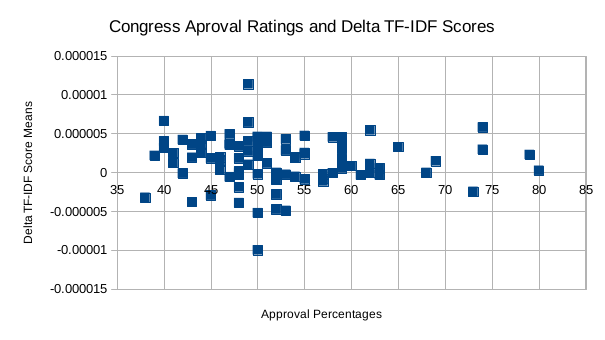 Congress Aproval Ratings and Delta TF-IDF Scores
0.000015
0.00001
0.000005
0
35 40 45 50 55 60 65 70 75 80 85
-0.000005
-0.00001
-0.000015
Delta TF-IDF Score Means
Approval Percentages